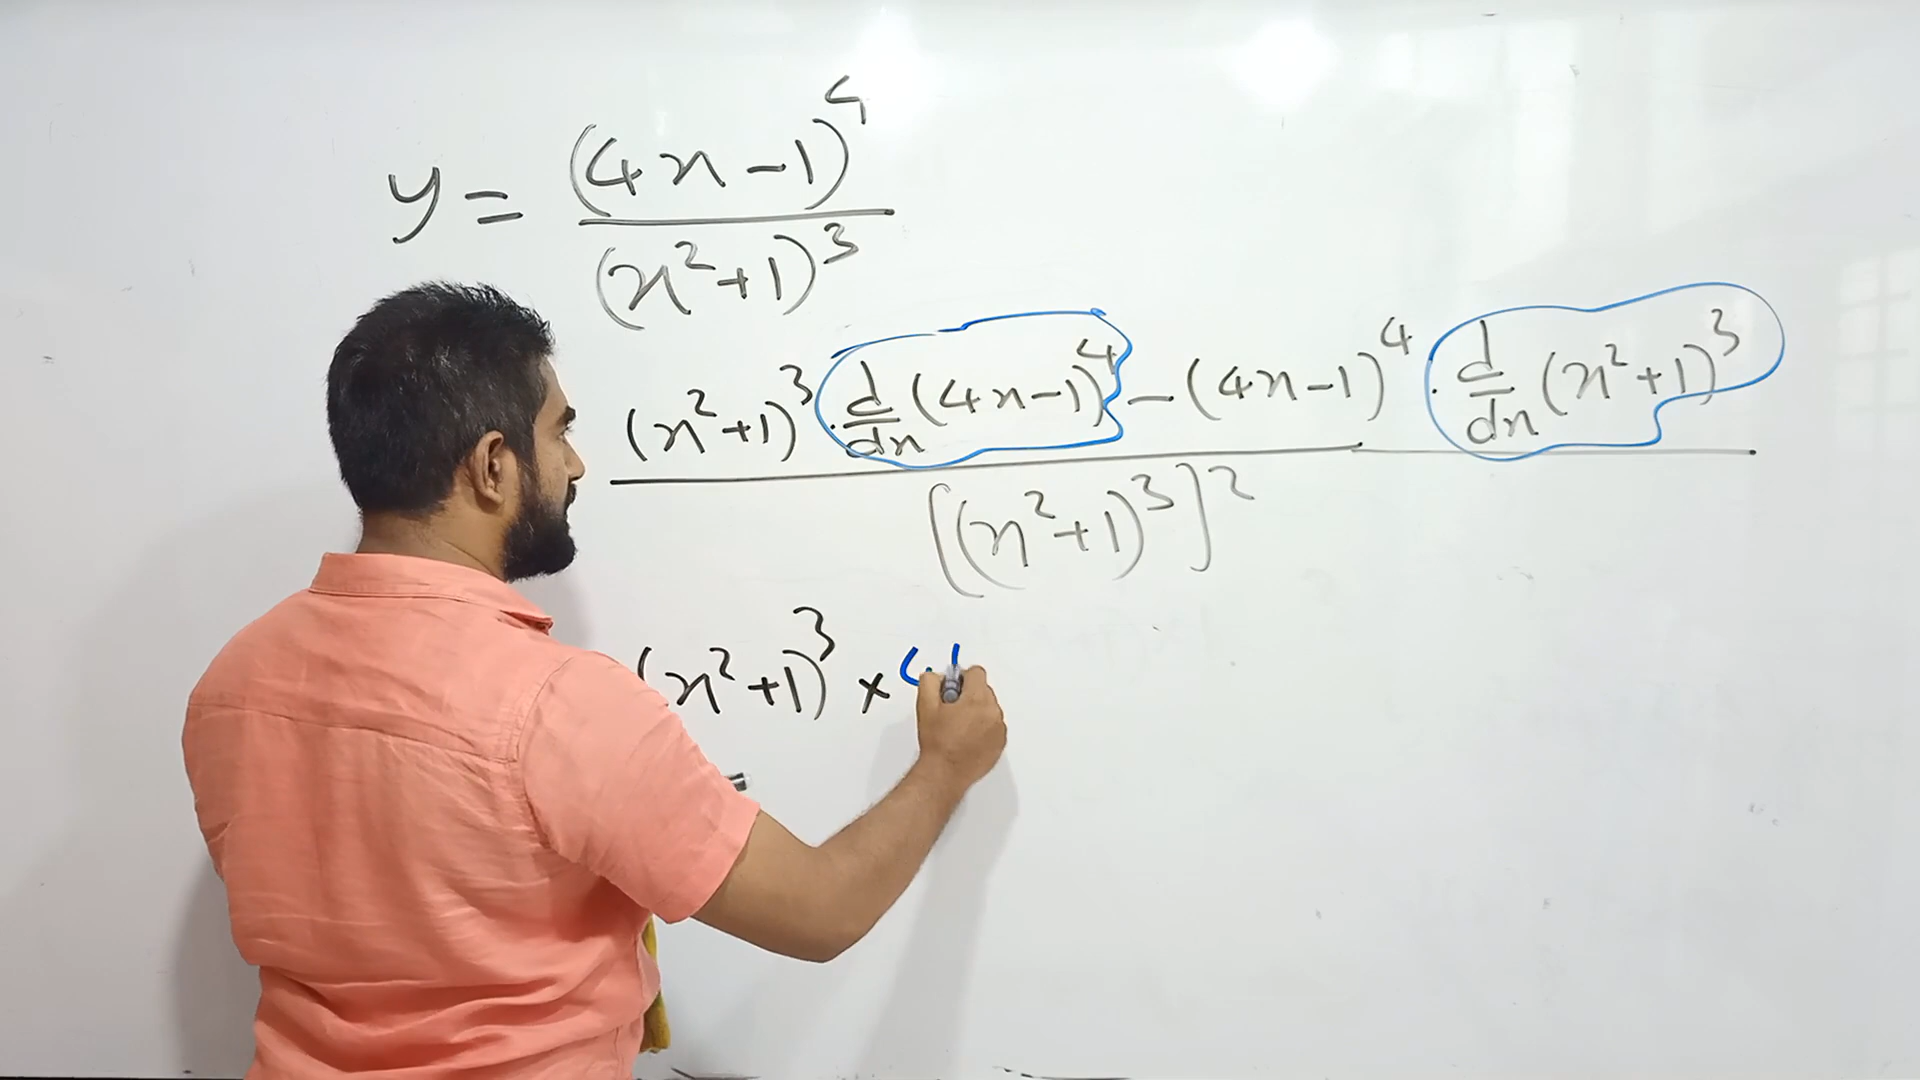 y = (4x-1)^4 / (x^2+1)^3
(x^2+1)^3 · d/dx (4x-1)^4 - (4x-1)^4 · d/dx (x^2+1)^3 / [(x^2+1)^3]^2
(x^2+1)^3 ×